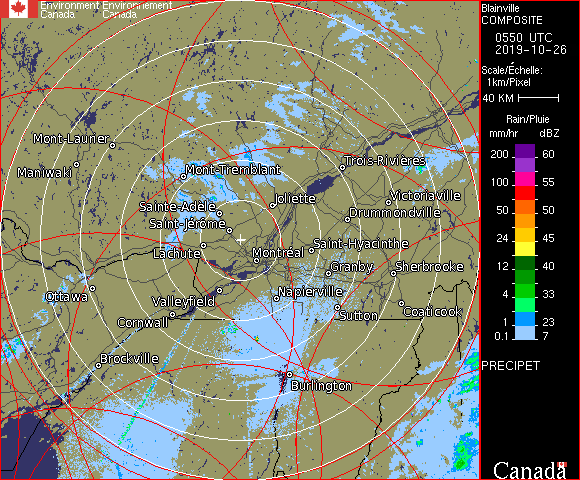 Environment Environnement
Canada Canada
Blainville
COMPOSITE
0550 UTC
2019-10-26
Scale/Échelle:
1km/Pixel
40 KM
Rain/Pluie
mm/hr dBZ
200 60
100 55
50 50
24 45
12 40
4 33
1 23
0.1 7
PRECIPET
Canada
Mont-Laurier
Maniwaki
Mont-Tremblant
Trois-Rivières
Sainte-Adèle
Joliette
Victoriaville
Saint-Jérôme
Drummondville
Lachute
Montréal
Saint-Hyacinthe
Granby
Sherbrooke
Ottawa
Valleyfield
Napierville
Cornwall
Sutton
Coaticook
Brockville
Burlington